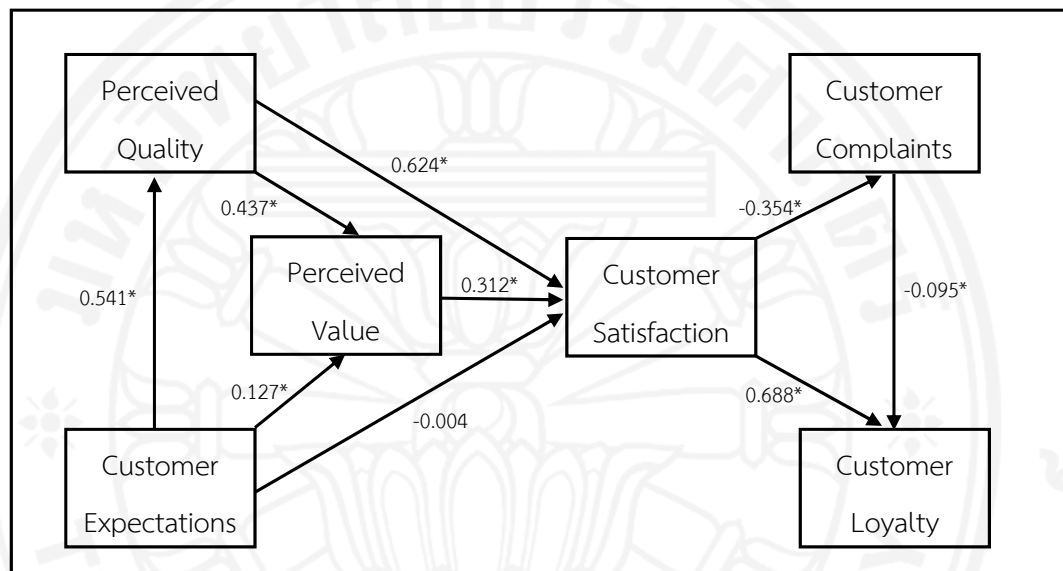 Perceived
Quality
Customer
Complaints
0.624*
0.437*
-0.354*
Perceived
Value
0.312*
Customer
Satisfaction
0.541*
-0.095*
0.127*
-0.004
0.688*
Customer
Expectations
Customer
Loyalty